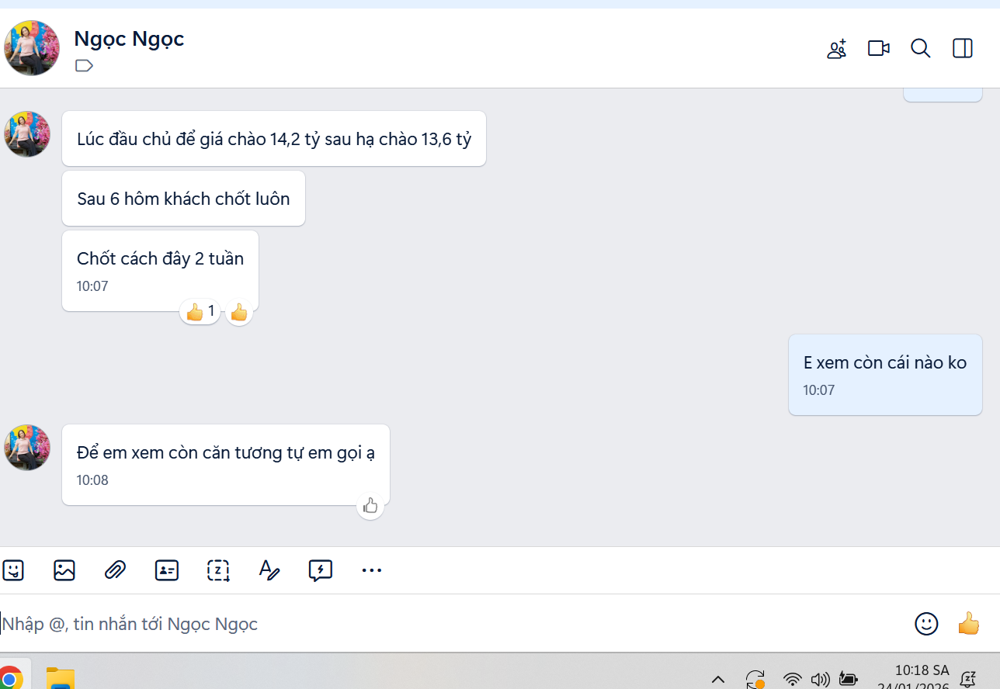 Ngọc Ngọc
Lúc đầu chủ để giá chào 14,2 tỷ sau hạ chào 13,6 tỷ
Sau 6 hôm khách chốt luôn
Chốt cách đây 2 tuần
10:07
1
E xem còn cái nào ko
10:07
Để em xem còn căn tương tự em gọi ạ
10:08
Nhập @, tin nhắn tới Ngọc Ngọc
10:18 SA
24/01/2026